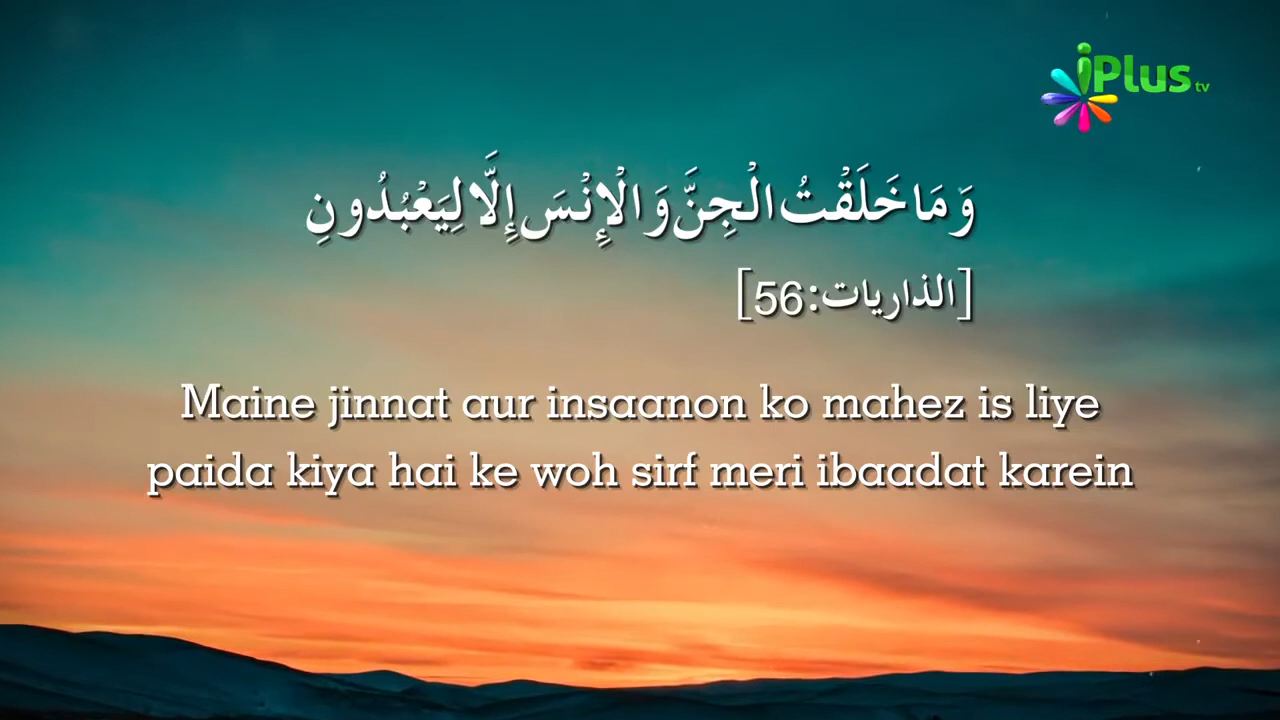 iPlus tv
وَمَا خَلَقْتُ الْجِنَّ وَالْإِنْسَ إِلَّا لِيَعْبُدُونِ
[الذاريات:56]
Maine jinnat aur insaanon ko mahez is liye
paida kiya hai ke woh sirf meri ibaadat karein